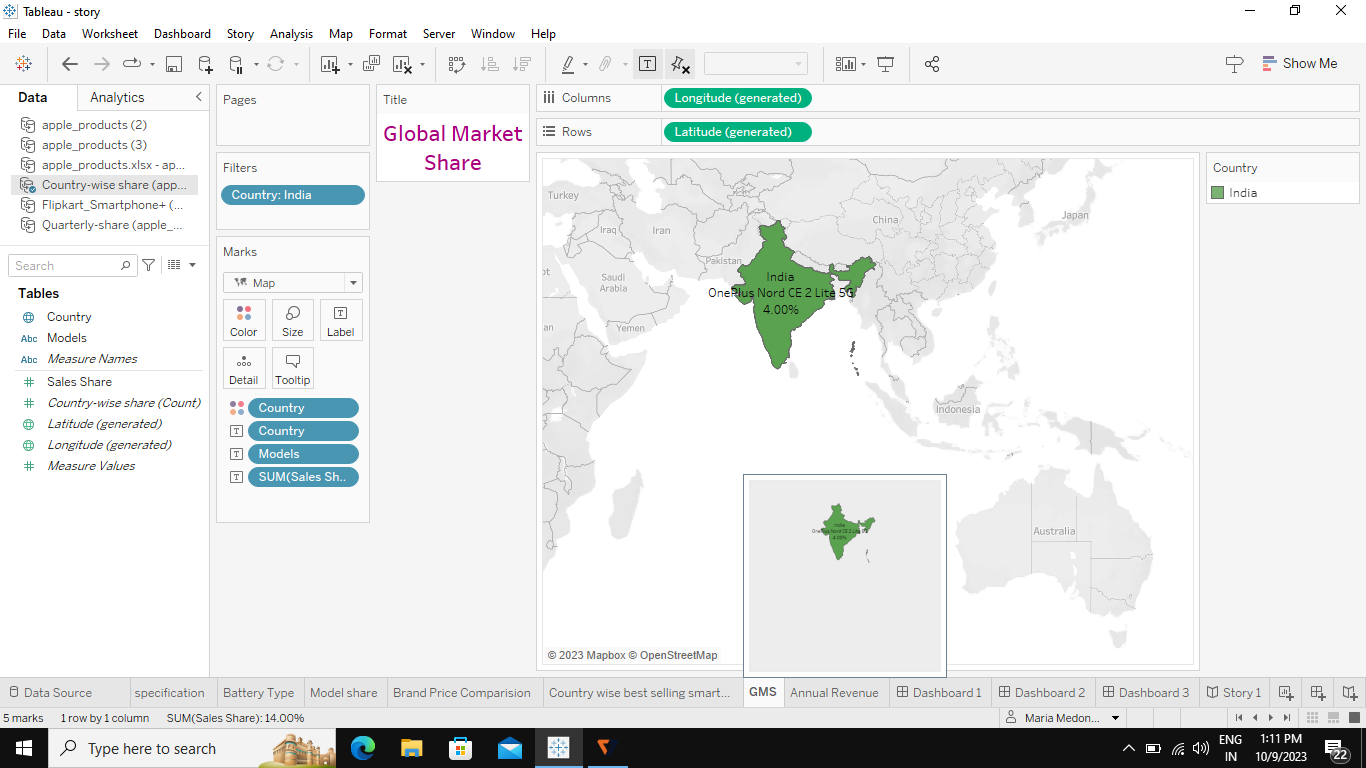 Tableau - story
File Data Worksheet Dashboard Story Analysis Map Format Server Window Help
Show Me
Data Analytics
apple_products (2)
apple_products (3)
apple_products.xlsx - ap...
Country-wise share (app...
Flipkart_Smartphone+ (...
Quarterly-share (apple_...
Search
Tables
Country
Abc Models
Abc Measure Names
Sales Share
Country-wise share (Count)
Latitude (generated)
Longitude (generated)
Measure Values
Pages
Filters
Country: India
Marks
Map
Color Size Label
Detail Tooltip
Country
Country
Models
SUM(Sales Sh..
Title
Global Market
Share
Columns Longitude (generated)
Rows Latitude (generated)
Turkey
Iraq
Iran
Pakistan
China
Japan
Saudi
Arabia
Yemen
Indonesia
Australia
India
OnePlus Nord CE 2 Lite 5G
4.00%
India
OnePlus Nord CE 2 Lite 5G
4.00%
© 2023 Mapbox © OpenStreetMap
Country
India
Data Source specification Battery Type Model share Brand Price Comparision Country wise best selling smart... GMS Annual Revenue Dashboard 1 Dashboard 2 Dashboard 3 Story 1
5 marks 1 row by 1 column SUM(Sales Share): 14.00% Maria Medon...
Type here to search
ENG
IN
1:11 PM
10/9/2023
22